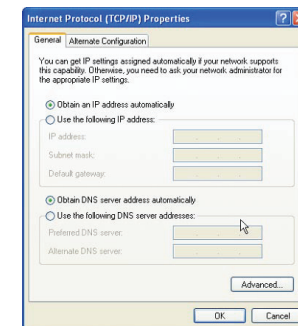 Internet Protocol (TCP/IP) Properties
General Alternate Configuration
You can get IP settings assigned automatically if your network supports
this capability. Otherwise, you need to ask your network administrator for
the appropriate IP settings.
Obtain an IP address automatically
Use the following IP address:
IP address:
Subnet mask:
Default gateway:
Obtain DNS server address automatically
Use the following DNS server addresses:
Preferred DNS server:
Alternate DNS server:
Advanced...
OK Cancel